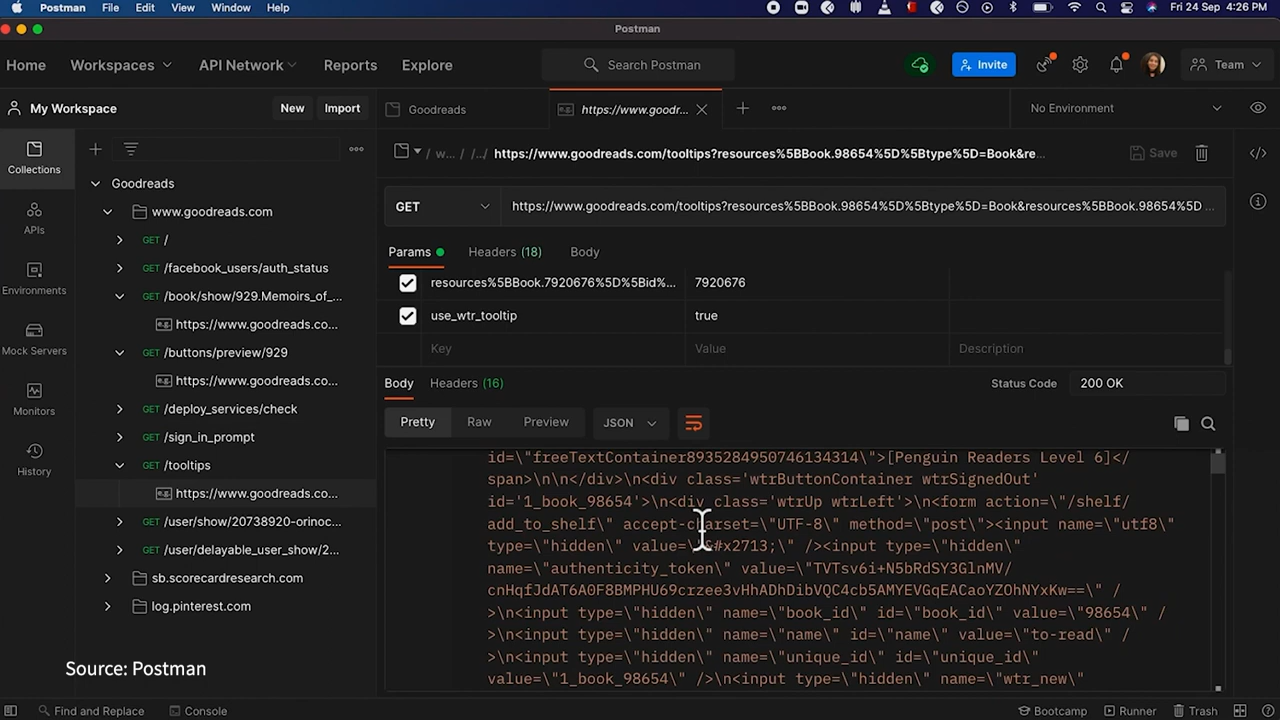 Postman File Edit View Window Help Fri 24 Sep 4:26 PM
Postman
Home Workspaces API Network Reports Explore Search Postman Invite Team
My Workspace New Import Goodreads https://www.goodr... No Environment
Collections
APIs
Environments
Mock Servers
Monitors
History
Goodreads
www.goodreads.com
GET /
GET /facebook_users/auth_status
GET /book/show/929.Memoirs_of_...
e.g. https://www.goodreads.co...
GET /buttons/preview/929
e.g. https://www.goodreads.co...
GET /deploy_services/check
GET /sign_in_prompt
GET /tooltips
e.g. https://www.goodreads.co...
GET /user/show/20738920-orinoc...
GET /user/delayable_user_show/2...
sb.scorecardresearch.com
log.pinterest.com
/ w... / /.../ https://www.goodreads.com/tooltips?resources%5BBook.98654%5D%5Btype%5D=Book&re... Save
GET https://www.goodreads.com/tooltips?resources%5BBook.98654%5D%5Btype%5D=Book&resources%5BBook.98654%5D ...
Params Headers (18) Body
resources%5BBook.7920676%5D%5Bid%... 7920676
use_wtr_tooltip true
Key Value Description
Body Headers (16) Status Code 200 OK
Pretty Raw Preview JSON
id=\"freeTextContainer8935284950746134314\">[Penguin Readers Level 6]</
span>\n\n</div>\n<div class='wtrButtonContainer wtrSignedOut'
id='1_book_98654'>\n<div class='wtrUp wtrLeft'>\n<form action=\"/shelf/
add_to_shelf\" accept-charset=\"UTF-8\" method=\"post\"><input name=\"utf8\"
type=\"hidden\" value=\"&#x2713;\" /><input type=\"hidden\"
name=\"authenticity_token\" value=\"TVTsv6i+N5bRdSY3GlnMV/
cnHqfJdAT6A0F8BMPHU69crzee3vHhADhDibVQC4cb5AMYEVGqEACaoYZOhNYxKw==\" /
>\n<input type=\"hidden\" name=\"book_id\" id=\"book_id\" value=\"98654\" /
>\n<input type=\"hidden\" name=\"name\" id=\"name\" value=\"to-read\" /
>\n<input type=\"hidden\" name=\"unique_id\" id=\"unique_id\"
value=\"1_book_98654\" />\n<input type=\"hidden\" name=\"wtr_new\"
Source: Postman
Find and Replace Console Bootcamp Runner Trash